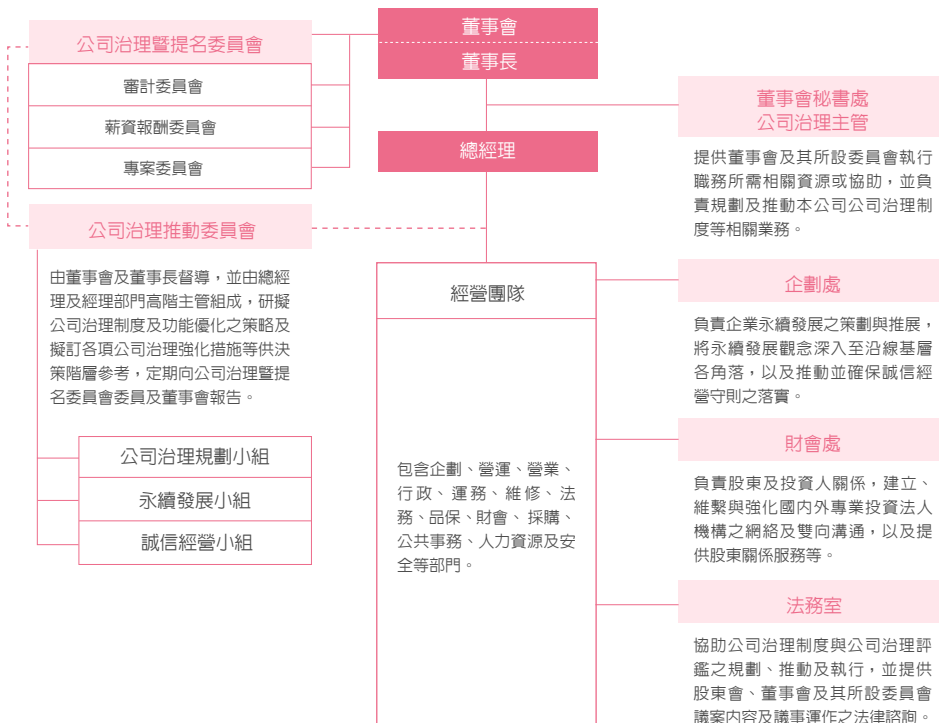 董事會
董事長
總經理
公司治理暨提名委員會
審計委員會
薪資報酬委員會
專案委員會
公司治理推動委員會
由董事會及董事長督導，並由總經
理及經理部門高階主管組成，研擬
公司治理制度及功能優化之策略及
擬訂各項公司治理強化措施等供決
策階層參考，定期向公司治理暨提
名委員會委員及董事會報告。
公司治理規劃小組
永續發展小組
誠信經營小組
經營團隊
包含企劃、營運、營業、
行政、運務、維修、法
務、品保、財會、採購、
公共事務、人力資源及安
全等部門。
董事會秘書處
公司治理主管
提供董事會及其所設委員會執行
職務所需相關資源或協助，並負
責規劃及推動本公司公司治理制
度等相關業務。
企劃處
負責企業永續發展之策劃與推展，
將永續發展觀念深入至沿線基層
各角落，以及推動並確保誠信經
營守則之落實。
財會處
負責股東及投資人關係，建立、
維繫與強化國內外專業投資法人
機構之網絡及雙向溝通，以及提
供股東關係服務等。
法務室
協助公司治理制度與公司治理評
鑑之規劃、推動及執行，並提供
股東會、董事會及其所設委員會
議案內容及議事運作之法律諮詢。